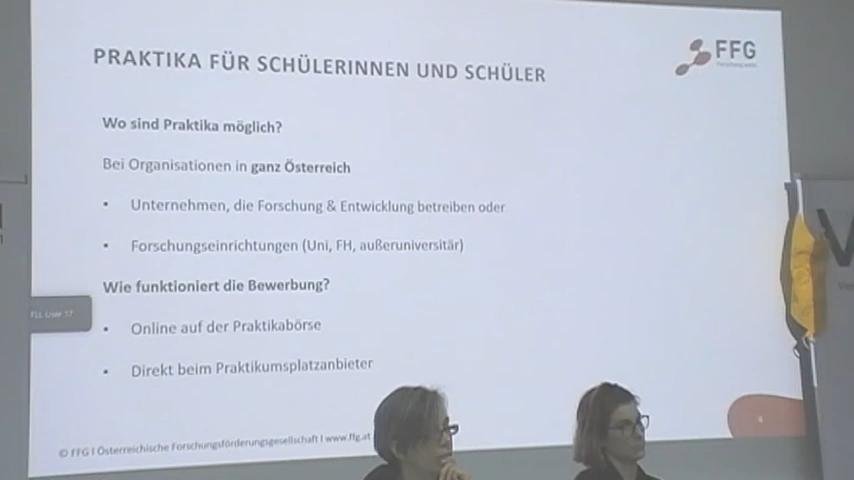 PRAKTIKA FÜR SCHÜLERINNEN UND SCHÜLER
FFG
Wo sind Praktika möglich?
Bei Organisationen in ganz Österreich
• Unternehmen, die Forschung & Entwicklung betreiben oder
• Forschungseinrichtungen (Uni, FH, außeruniversitär)
Wie funktioniert die Bewerbung?
• Online auf der Praktikabörse
• Direkt beim Praktikumsplatzanbieter
© FFG I Österreichische Forschungsförderungsgesellschaft I www.ffg.at